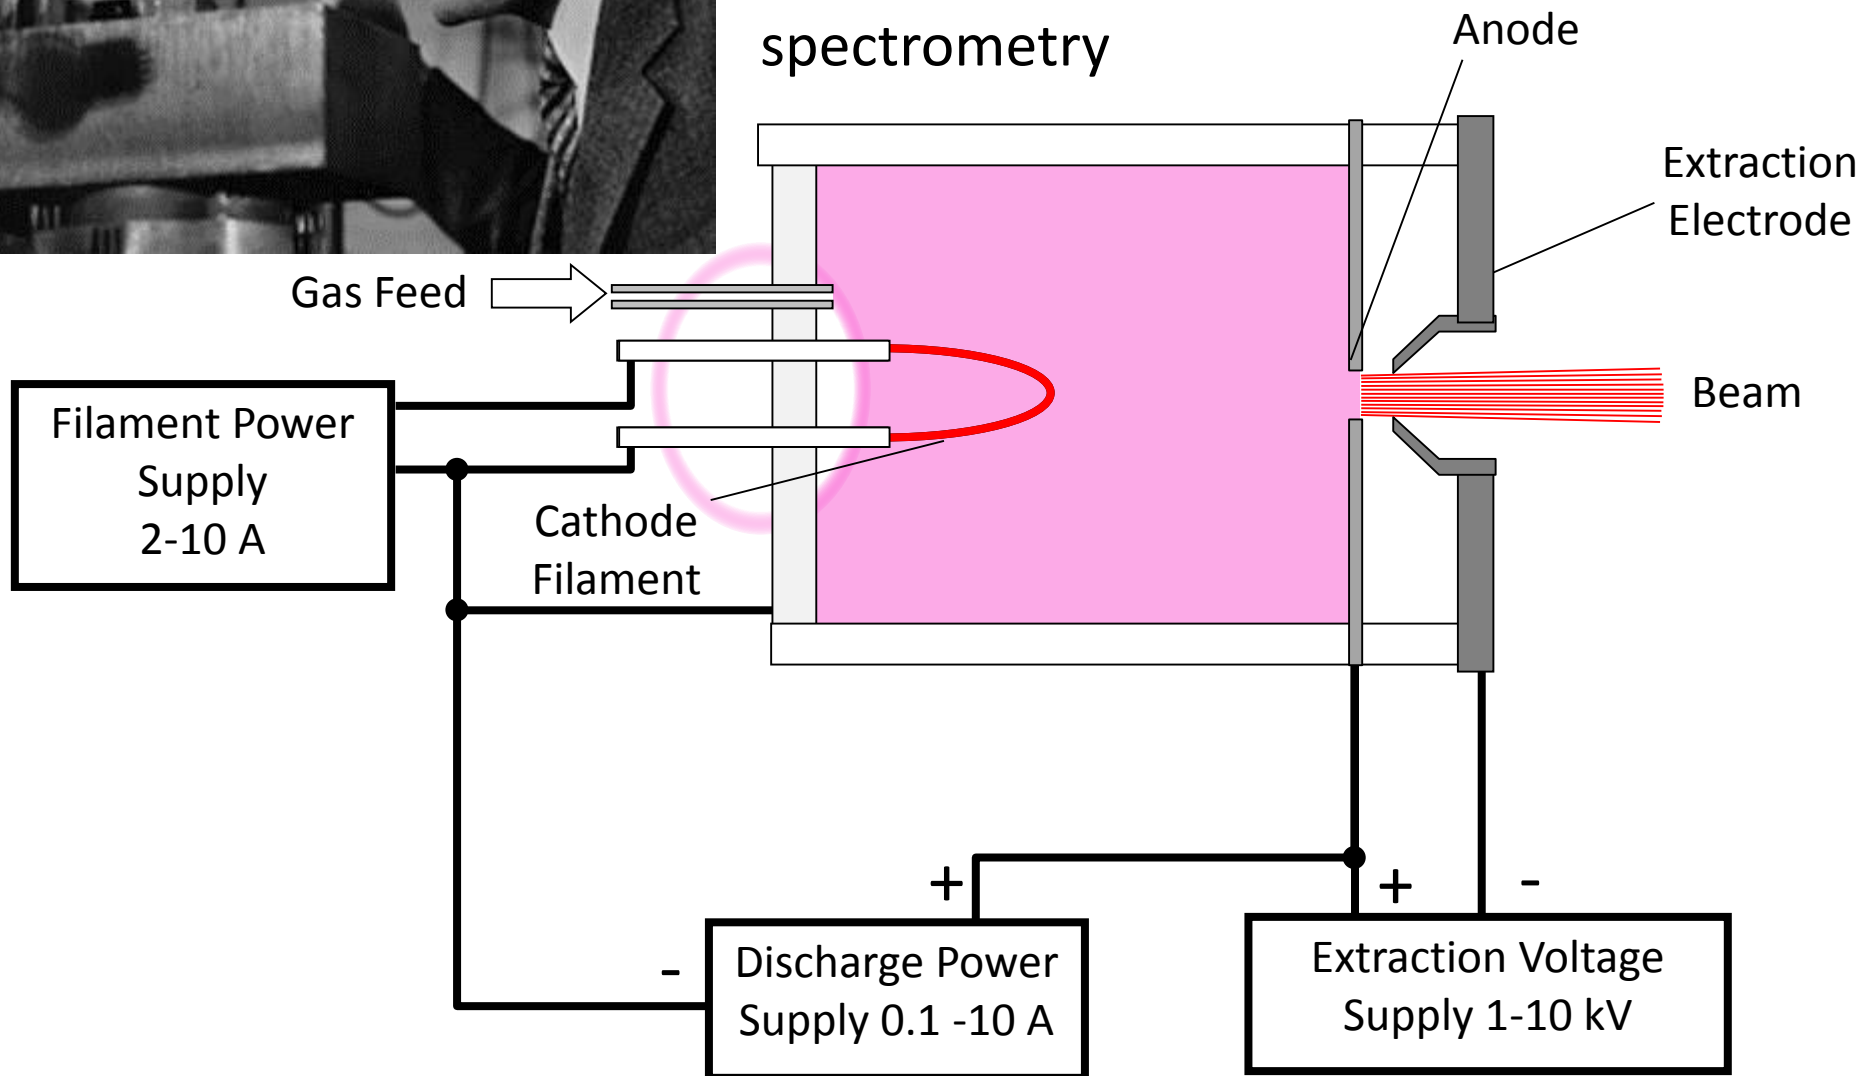 spectrometry
Anode
Extraction
Electrode
Gas Feed
Filament Power
Supply
2-10 A
Beam
Cathode
Filament
+
+
-
-
Discharge Power
Supply 0.1 -10 A
Extraction Voltage
Supply 1-10 kV